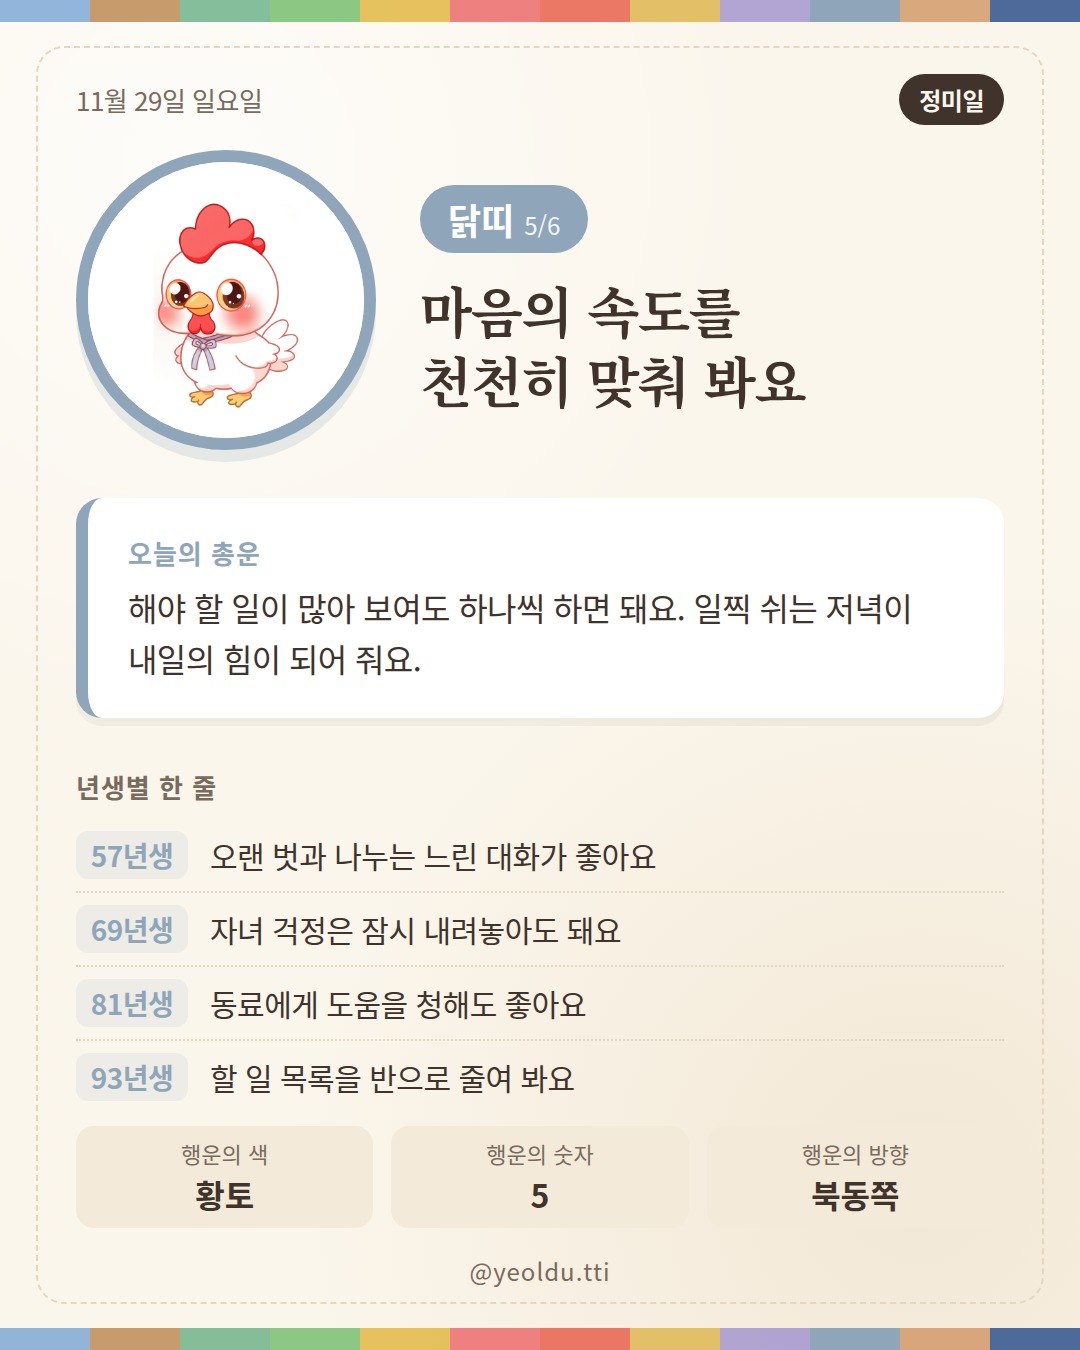 11월 29일 일요일
정미일
닭띠 5/6
마음의 속도를
천천히 맞춰 봐요
오늘의 총운
해야 할 일이 많아 보여도 하나씩 하면 돼요. 일찍 쉬는 저녁이
내일의 힘이 되어 줘요.
년생별 한 줄
57년생 오랜 벗과 나누는 느린 대화가 좋아요
69년생 자녀 걱정은 잠시 내려놓아도 돼요
81년생 동료에게 도움을 청해도 좋아요
93년생 할 일 목록을 반으로 줄여 봐요
행운의 색
황토
행운의 숫자
5
행운의 방향
북동쪽
@yeoldu.tti